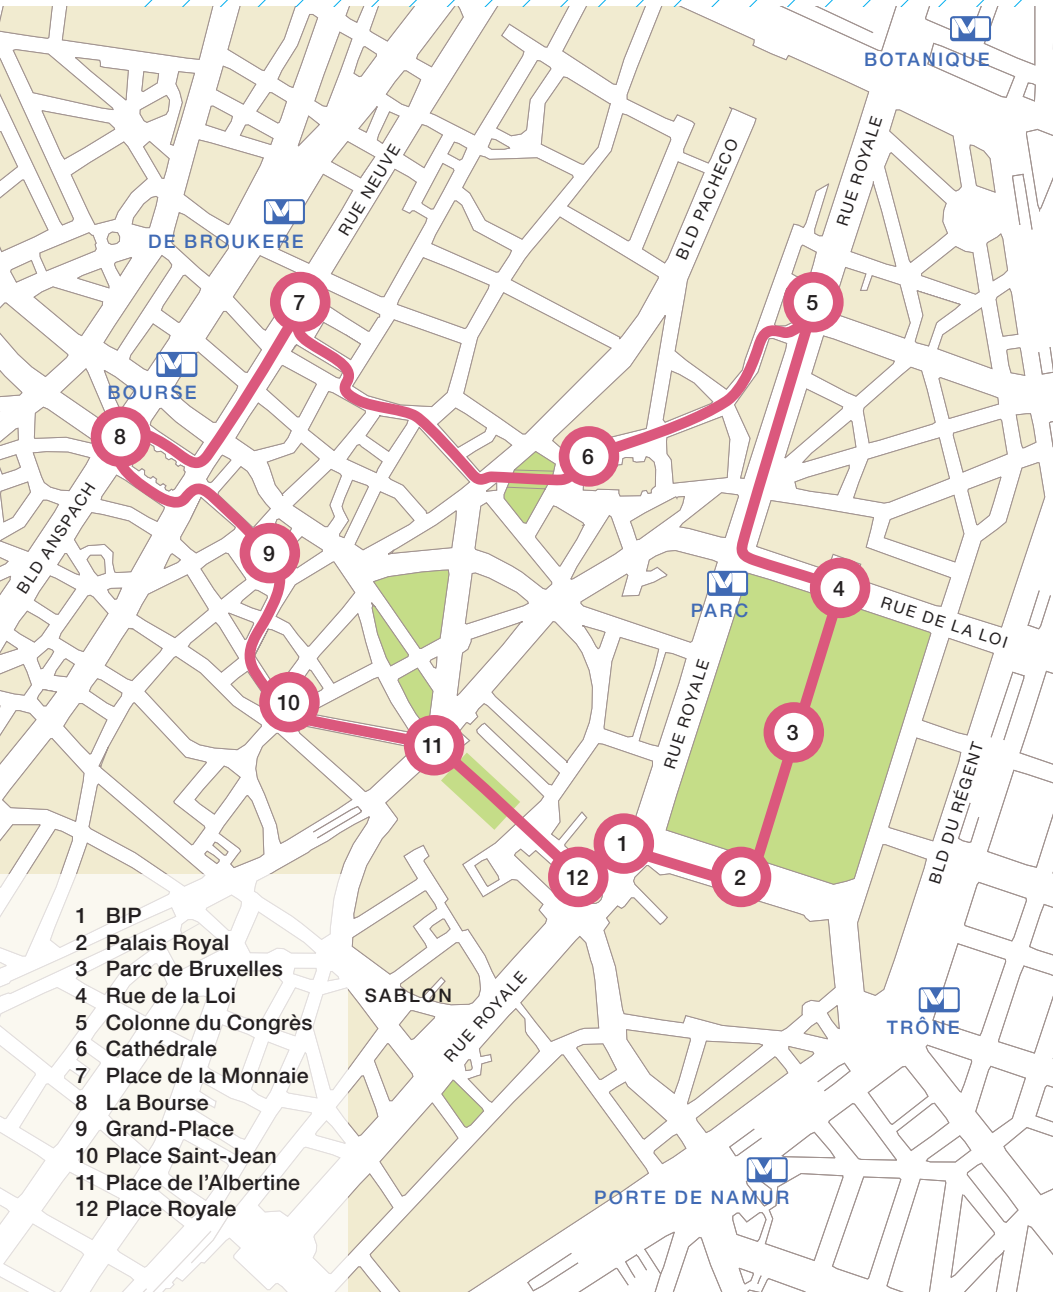 M
BOTANIQUE
RUE ROYALE
BLD PACHECO
RUE NEUVE
M
DE BROUKERE
7
5
M
BOURSE
8
6
BLD ANSPACH
9
M
PARC
4
RUE DE LA LOI
RUE ROYALE
10
11
3
BLD DU RÉGENT
1
12
2
SABLON
RUE ROYALE
M
TRÔNE
M
PORTE DE NAMUR
1 BIP
2 Palais Royal
3 Parc de Bruxelles
4 Rue de la Loi
5 Colonne du Congrès
6 Cathédrale
7 Place de la Monnaie
8 La Bourse
9 Grand-Place
10 Place Saint-Jean
11 Place de l’Albertine
12 Place Royale